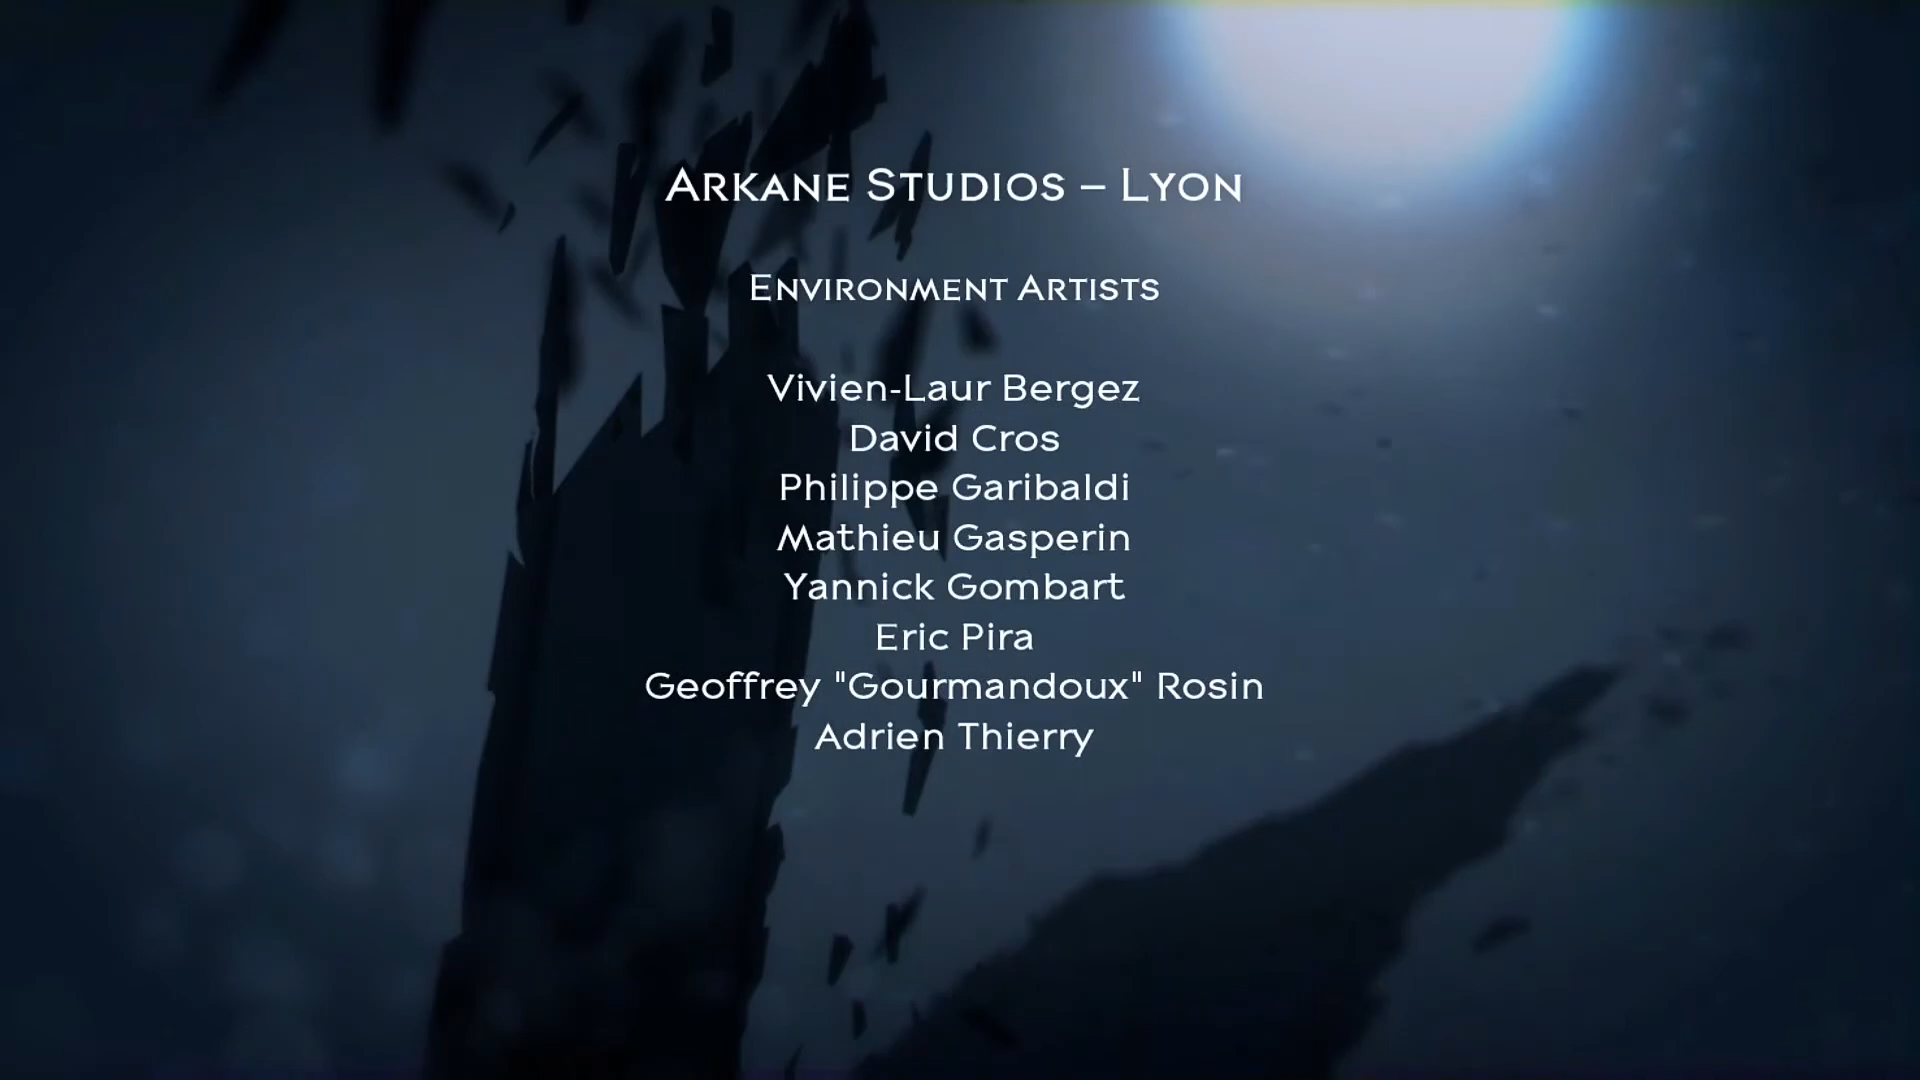 Arkane Studios – Lyon
Environment Artists
Vivien-Laur Bergez
David Cros
Philippe Garibaldi
Mathieu Gasperin
Yannick Gombart
Eric Pira
Geoffrey "Gourmandoux" Rosin
Adrien Thierry